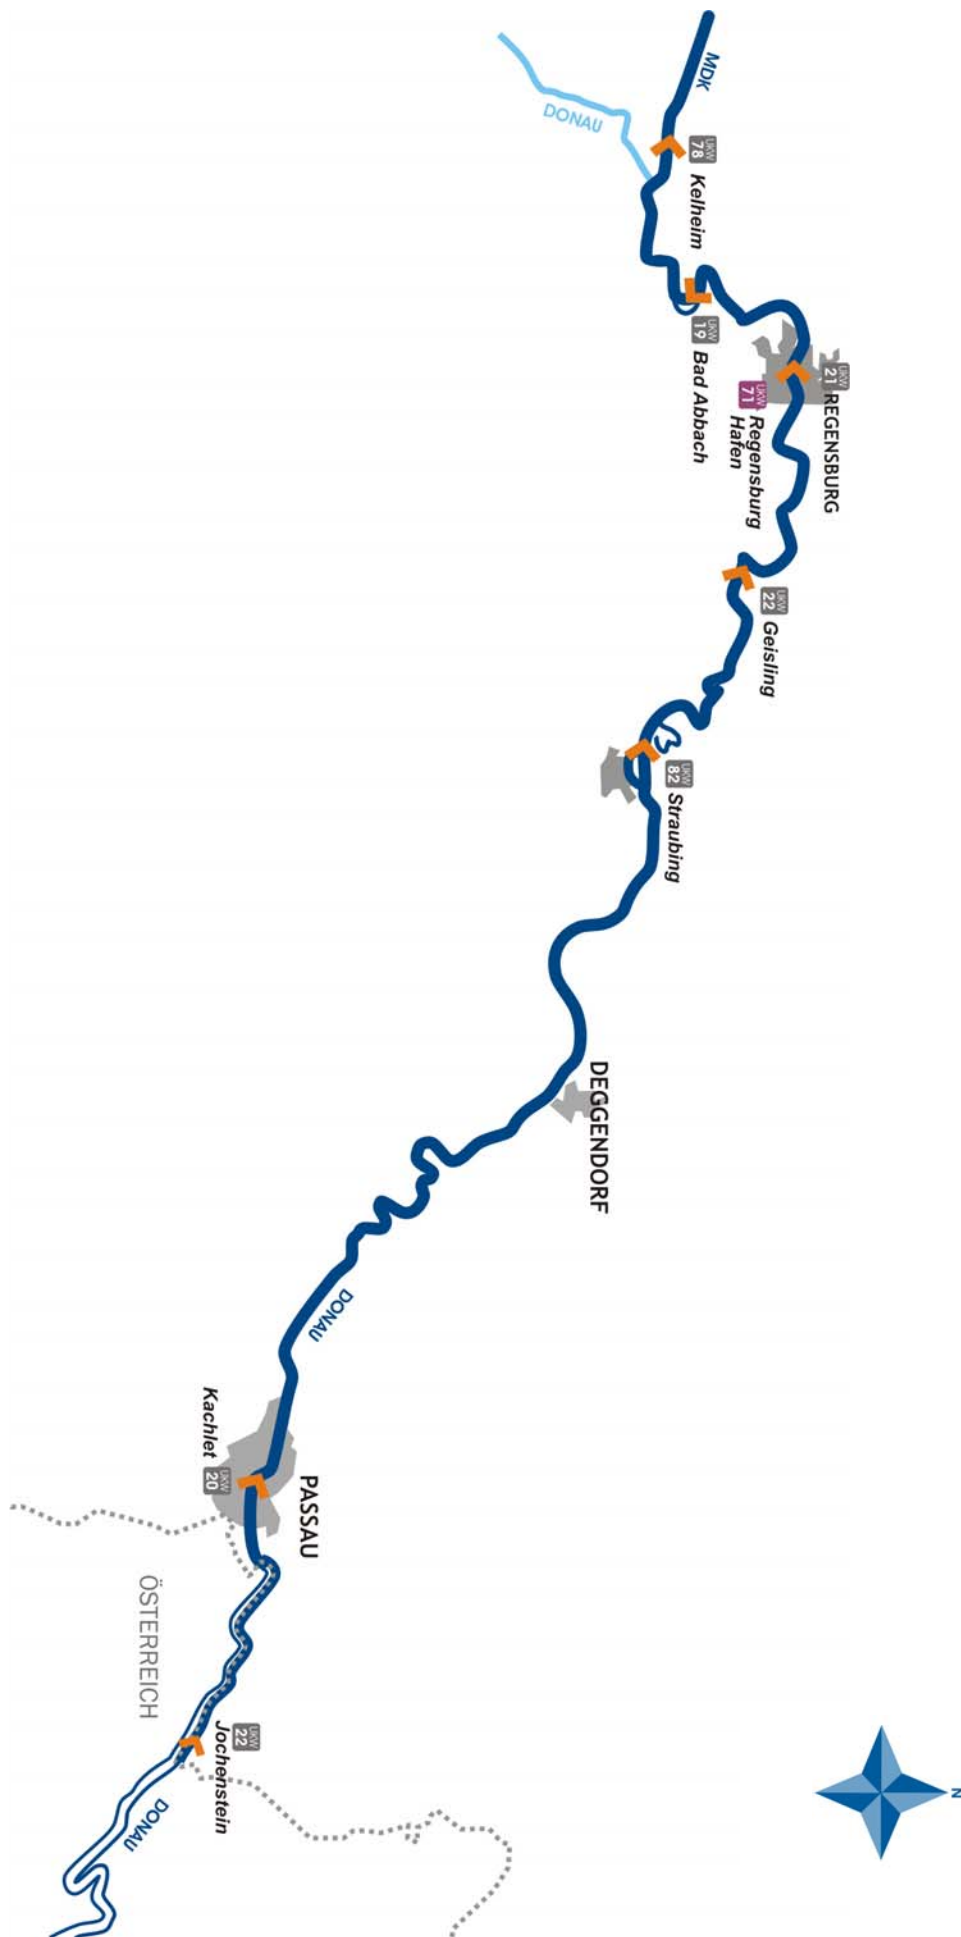 MDK
DONAU
UKW
78
Kelheim
UKW
19
Bad Abbach
UKW
21
REGENSBURG
UKW
71
Regensburg
Hafen
UKW
22
Geisling
UKW
82
Straubing
DEGGENDORF
DONAU
Kachlet
UKW
20
PASSAU
ÖSTERREICH
UKW
22
Jochenstein
DONAU
N